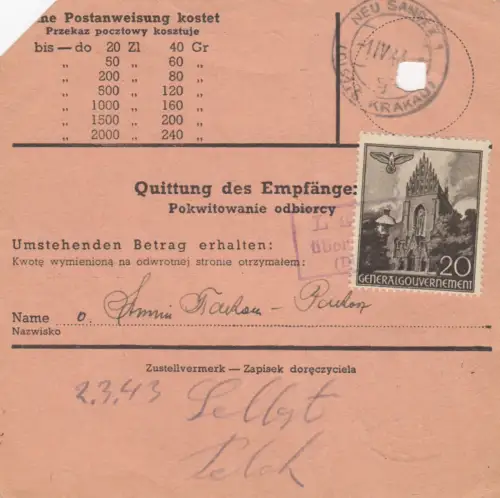 ne Postanweisung kostet
Przekaz pocztowy kosztuje
bis — do 20 Zl 40 Gr
„ 50 „ 60 „
„ 200 „ 80 „
„ 500 „ 120 „
„ 1000 „ 160 „
„ 1500 „ 200 „
„ 2000 „ 240 „
NEU SANDEZ 1
KRAKAU
Quittung des Empfänge
Pokwitowanie odbiorcy
Umstehenden Betrag erhalten:
Kwotę wymienioną na odwrotnej stronie otrzymałem:
20
GENERALGOUVERNEMENT
Name
Nazwisko
Zustellvermerk — Zapisek doręczyciela
2.3.43 Selbst